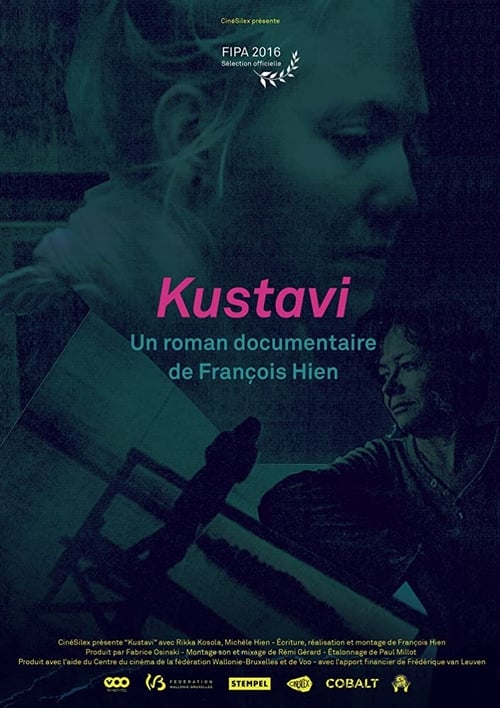 CinéSilex présente
FIPA 2016
Sélection officielle
Kustavi
Un roman documentaire
de François Hien
CinéSilex présente "Kustavi" avec Rikka Kosola, Michèle Hien - Écriture, réalisation et montage de François Hien
Produit par Fabrice Osinski - Montage son et mixage de Rémi Gérard - Étalonnage de Paul Millot
Produit avec l'aide du Centre du cinéma de la fédération Wallonie-Bruxelles et de Voo - avec l'apport financier de Frédérique van Leuven
VOO
FÉDÉRATION
WALLONIE-BRUXELLES
STEMPEL
COBALT